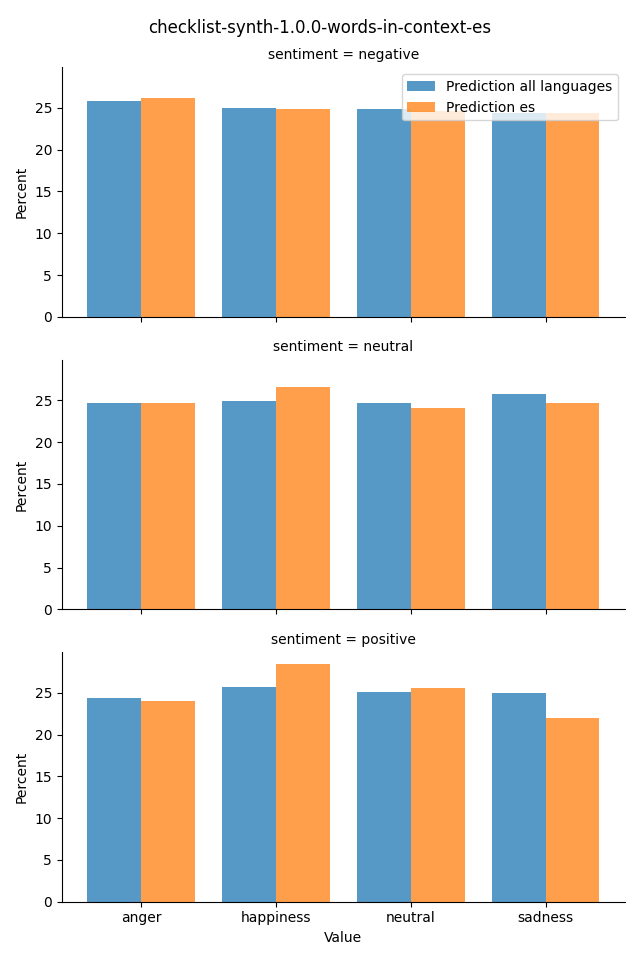 checklist-synth-1.0.0-words-in-context-es
sentiment = negative
Prediction all languages
Prediction es
Percent
25
20
15
10
5
0
sentiment = neutral
Percent
25
20
15
10
5
0
sentiment = positive
Percent
25
20
15
10
5
0
anger happiness neutral sadness
Value